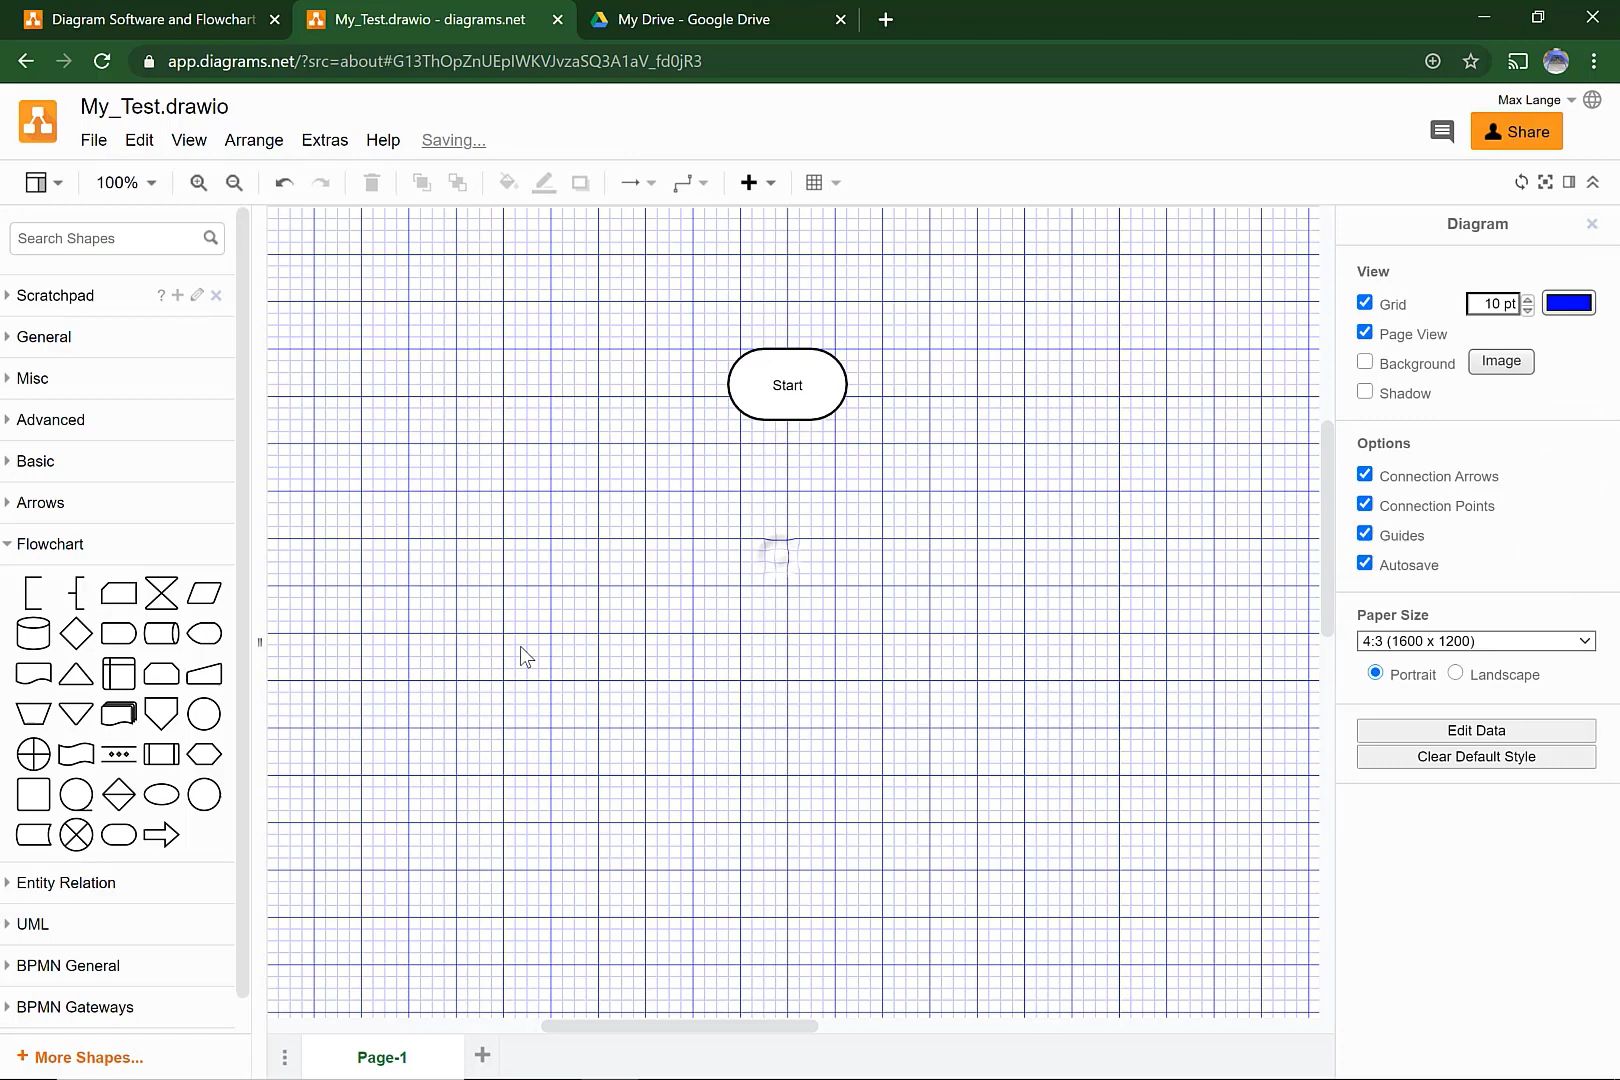 Diagram Software and Flowchart
My_Test.drawio - diagrams.net
My Drive - Google Drive
app.diagrams.net/?src=about#G13ThOpZnUEpIWKVJvzaSQ3A1aV_fd0jR3
My_Test.drawio
Max Lange
File Edit View Arrange Extras Help Saving...
Share
100%
Search Shapes
Scratchpad ?
General
Misc
Advanced
Basic
Arrows
Flowchart
Entity Relation
UML
BPMN General
BPMN Gateways
+ More Shapes...
Start
Page-1
Diagram
View
Grid 10 pt
Page View
Background Image
Shadow
Options
Connection Arrows
Connection Points
Guides
Autosave
Paper Size
4:3 (1600 x 1200)
Portrait Landscape
Edit Data
Clear Default Style